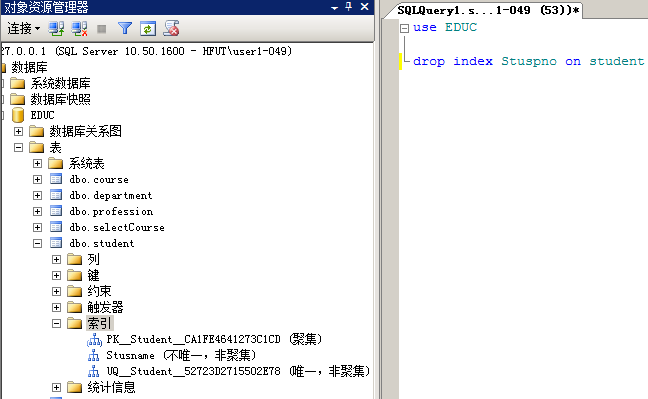 对象资源管理器
连接
27.0.0.1 (SQL Server 10.50.1600 - HFUT\user1-049)
数据库
系统数据库
数据库快照
EDUC
数据库关系图
表
系统表
dbo.course
dbo.department
dbo.profession
dbo.selectCourse
dbo.student
列
键
约束
触发器
索引
PK__Student__CA1FE4641273C1CD (聚集)
Stusname (不唯一,非聚集)
UQ__Student__52723D2715502E78 (唯一,非聚集)
统计信息
SQLQuery1.s...1-049 (53))*
use EDUC
drop index Stuspno on student